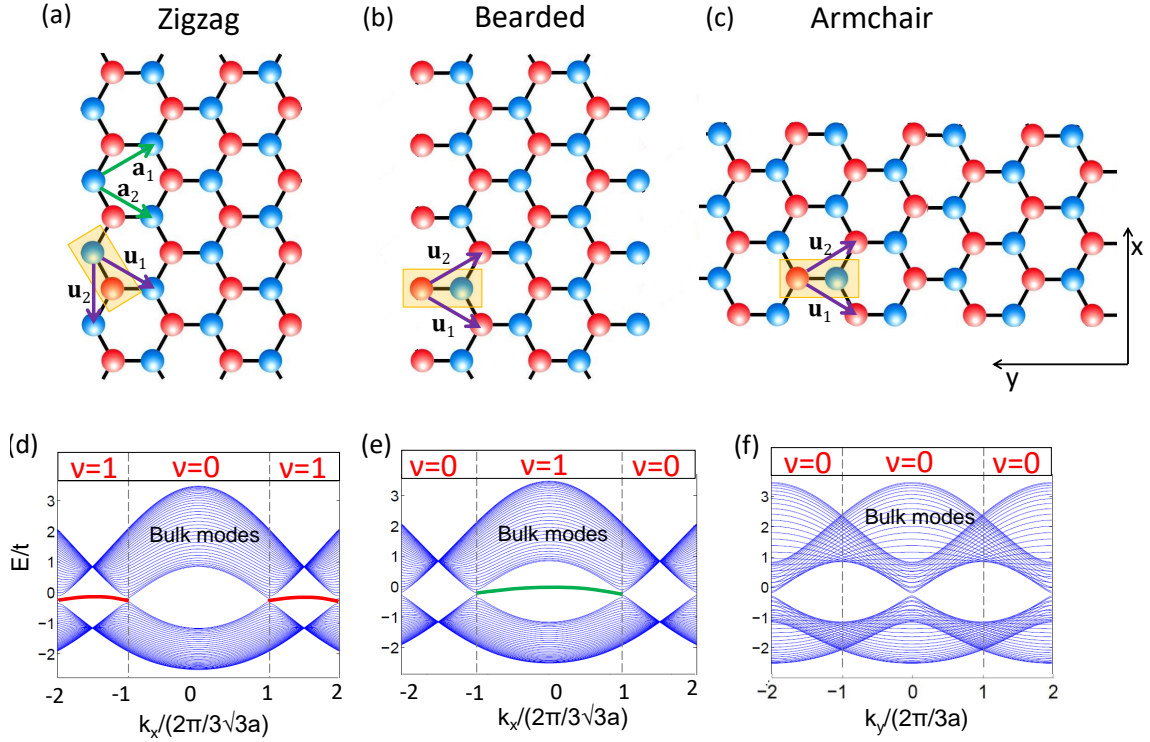 (a) Zigzag
(b) Bearded
(c) Armchair
a₁
a₂
u₁
u₂
u₂
u₁
u₂
u₁
x
y
(d)
ν=1 ν=0 ν=1
Bulk modes
E/t
3
2
1
0
-1
-2
-2 -1 0 1 2
kₓ/(2π/3√3a)
(e)
ν=0 ν=1 ν=0
Bulk modes
3
2
1
0
-1
-2
-2 -1 0 1 2
kₓ/(2π/3√3a)
(f)
ν=0 ν=0 ν=0
Bulk modes
3
2
1
0
-1
-2
-2 -1 0 1 2
k_y/(2π/3a)